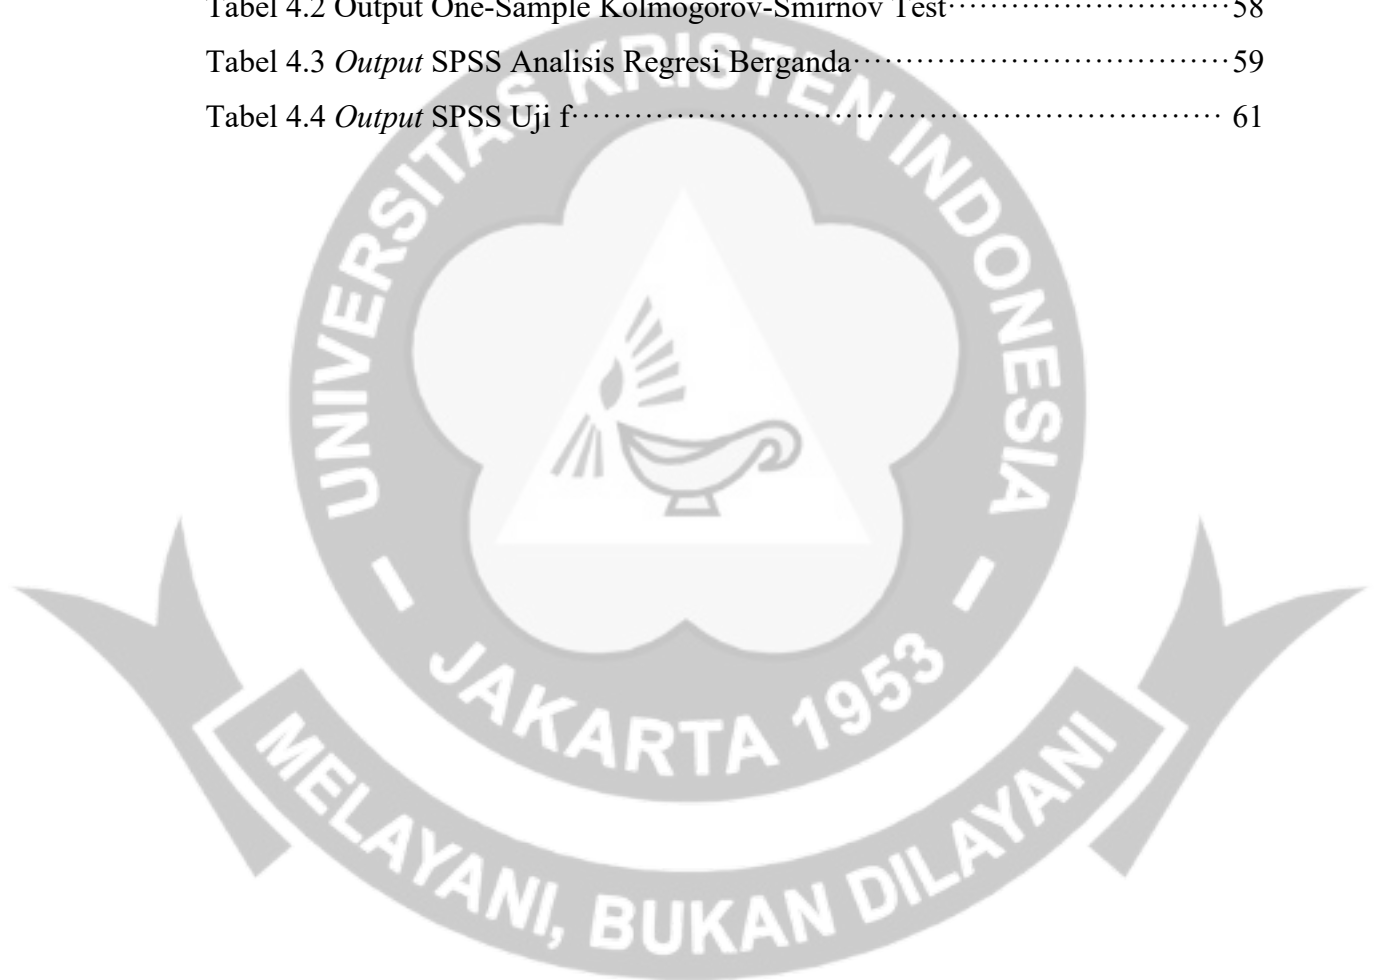 Tabel 4.2 Output One-Sample Kolmogorov-Smirnov Test····························58
Tabel 4.3 Output SPSS Analisis Regresi Berganda·····································59
Tabel 4.4 Output SPSS Uji f································································ 61
UNIVERSITAS KRISTEN INDONESIA
- JAKARTA 1953 -
MELAYANI, BUKAN DILAYANI